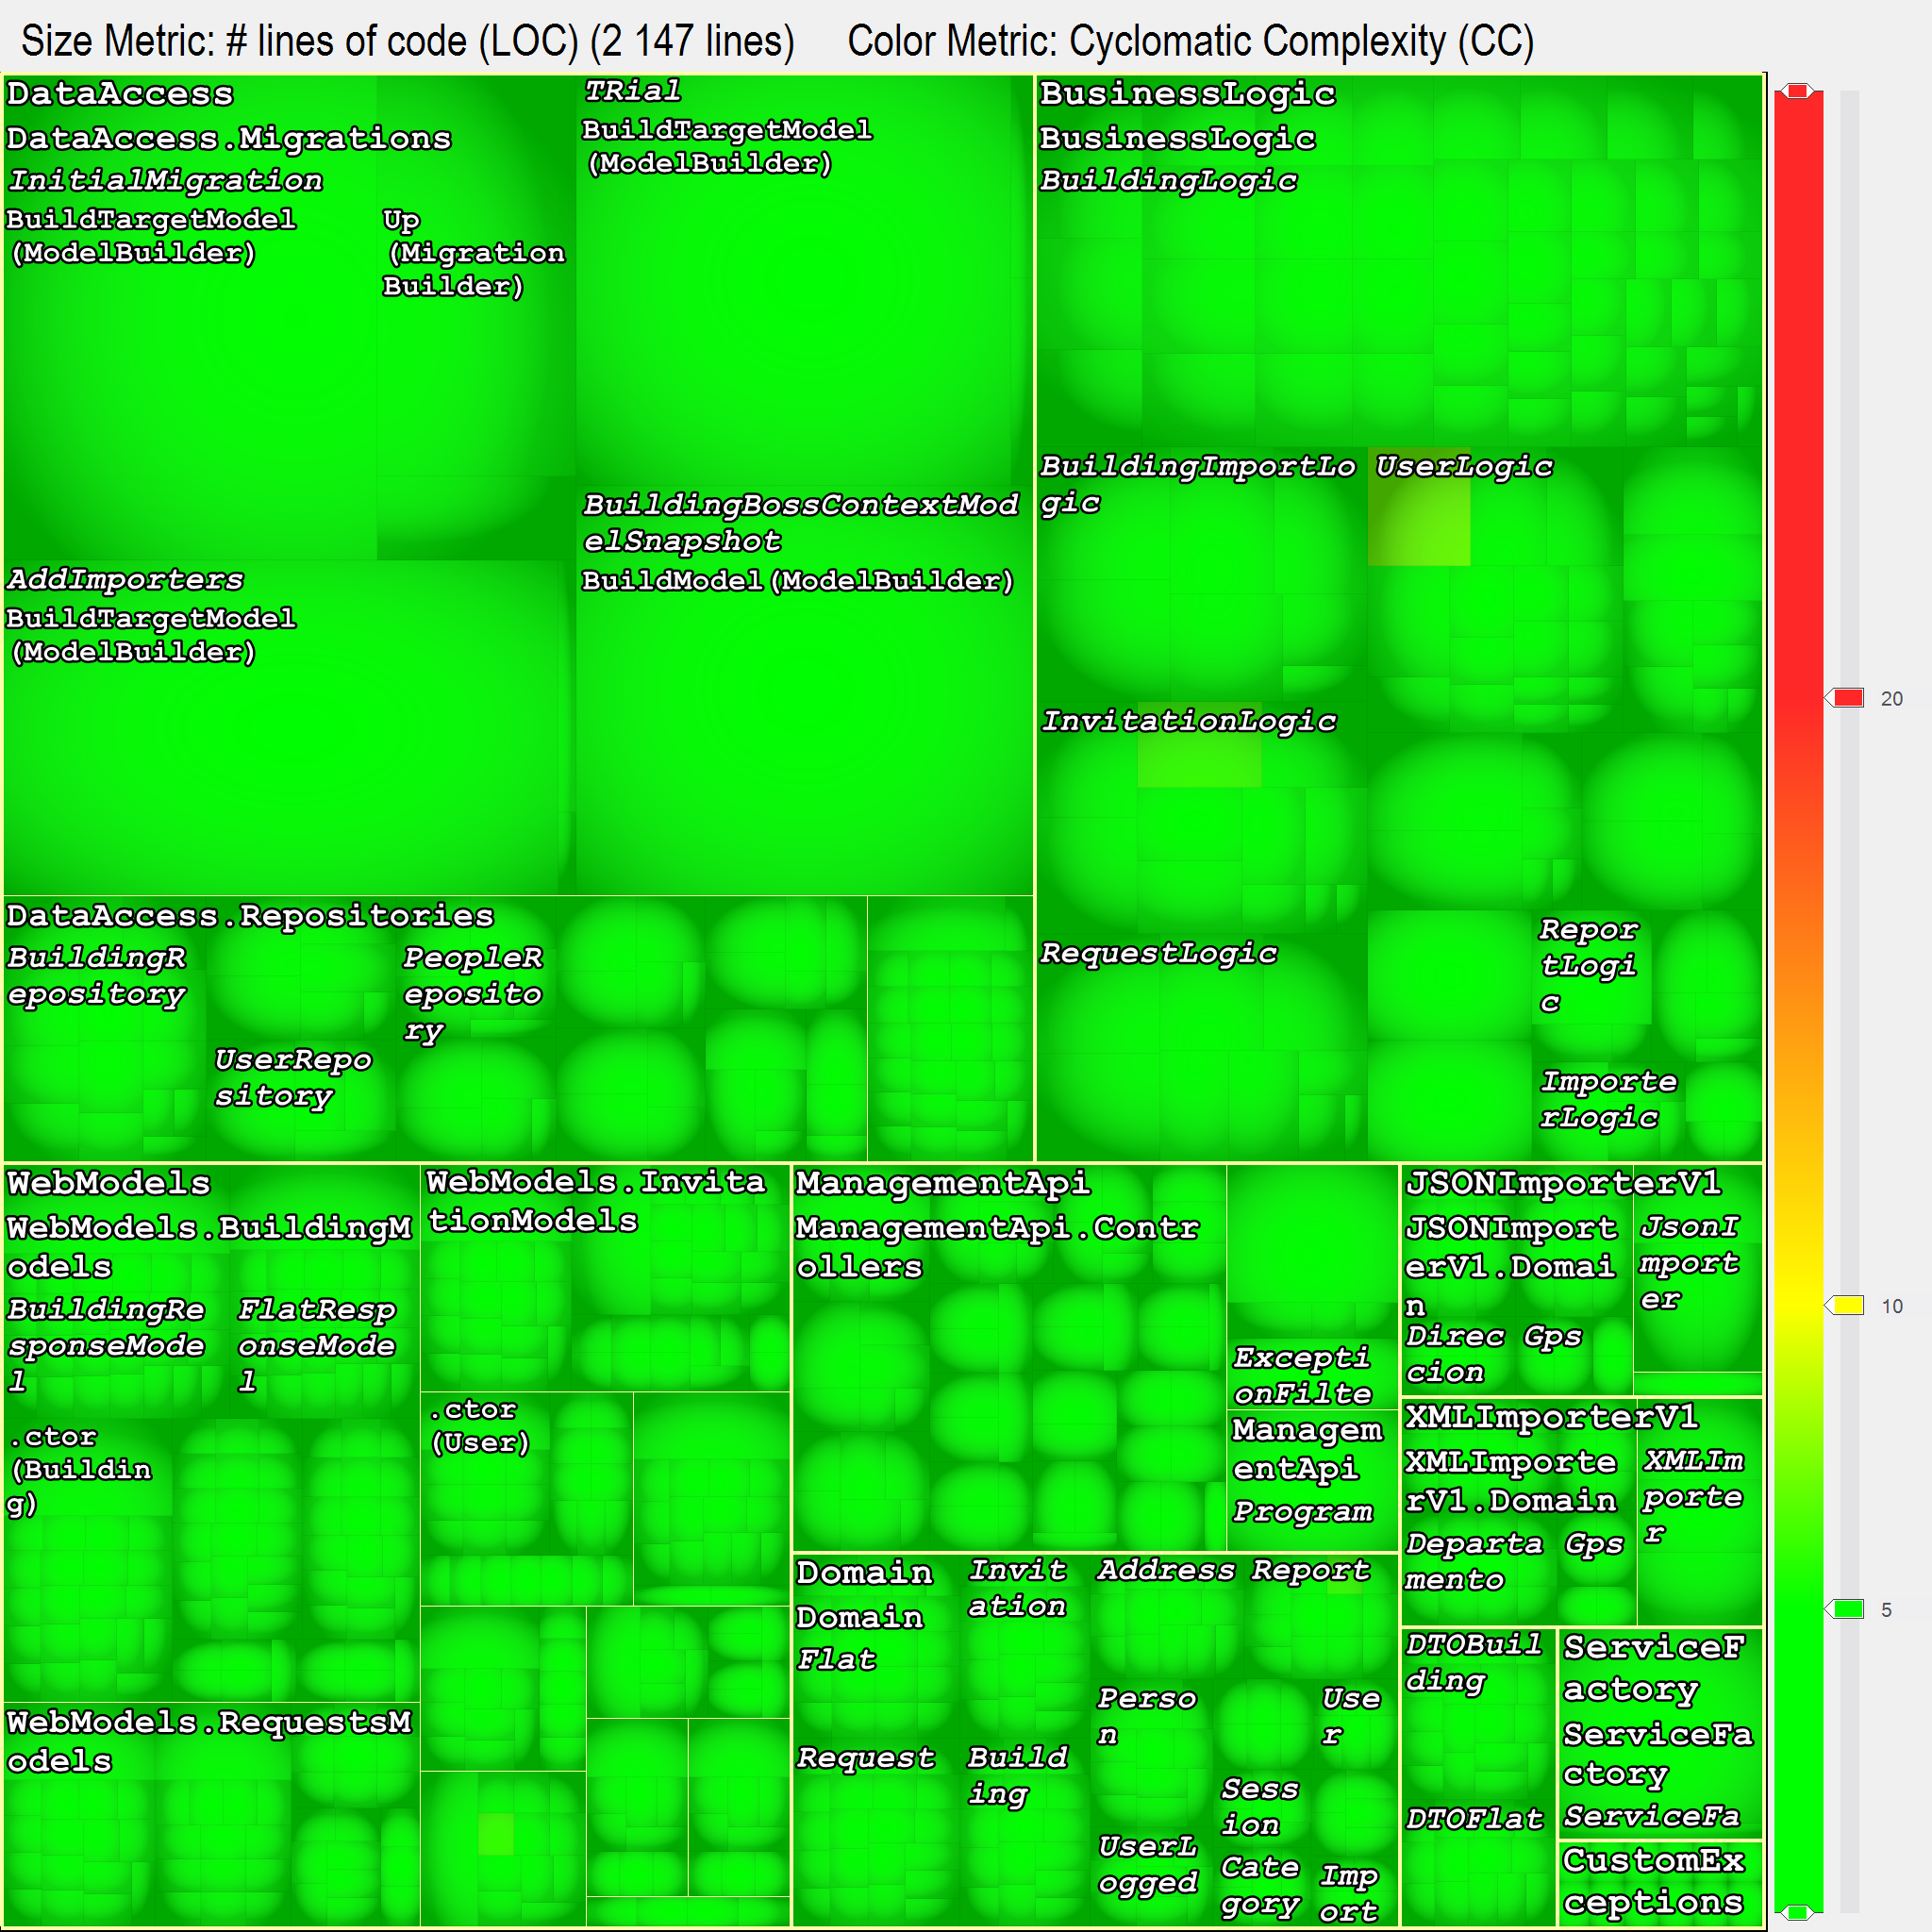 Size Metric: # lines of code (LOC) (2 147 lines)     Color Metric: Cyclomatic Complexity (CC)
DataAccess
DataAccess.Migrations
InitialMigration
BuildTargetModel
(ModelBuilder)
Up
(Migration
Builder)
TRial
BuildTargetModel
(ModelBuilder)
AddImporters
BuildTargetModel
(ModelBuilder)
BuildingBossContextMod
elSnapshot
BuildModel(ModelBuilder)
DataAccess.Repositories
BuildingR
epository
UserRepo
sitory
PeopleR
eposito
ry
BusinessLogic
BusinessLogic
BuildingLogic
BuildingImportLo
gic
UserLogic
InvitationLogic
RequestLogic
Repor
tLogi
c
Importe
rLogic
WebModels
WebModels.BuildingM
odels
BuildingRe
sponseMode
l
FlatResp
onseMode
l
.ctor
(Buildin
g)
WebModels.RequestsM
odels
WebModels.Invita
tionModels
.ctor
(User)
ManagementApi
ManagementApi.Contr
ollers
Excepti
onFilte
Managem
entApi
Program
Domain
Domain
Flat
Invit
ation
Address
Report
Request
Build
ing
Perso
n
Use
r
UserL
ogged
Sess
ion
Cate
gory
Imp
ort
JSONImporterV1
JSONImport
erV1.Domai
n
Direc
cion
Gps
JsonI
mport
er
XMLImporterV1
XMLImporte
rV1.Domain
Departa
mento
Gps
XMLIm
porte
r
DTOBuil
ding
DTOFlat
ServiceF
actory
ServiceFa
ctory
ServiceFa
CustomEx
ceptions
20
10
5